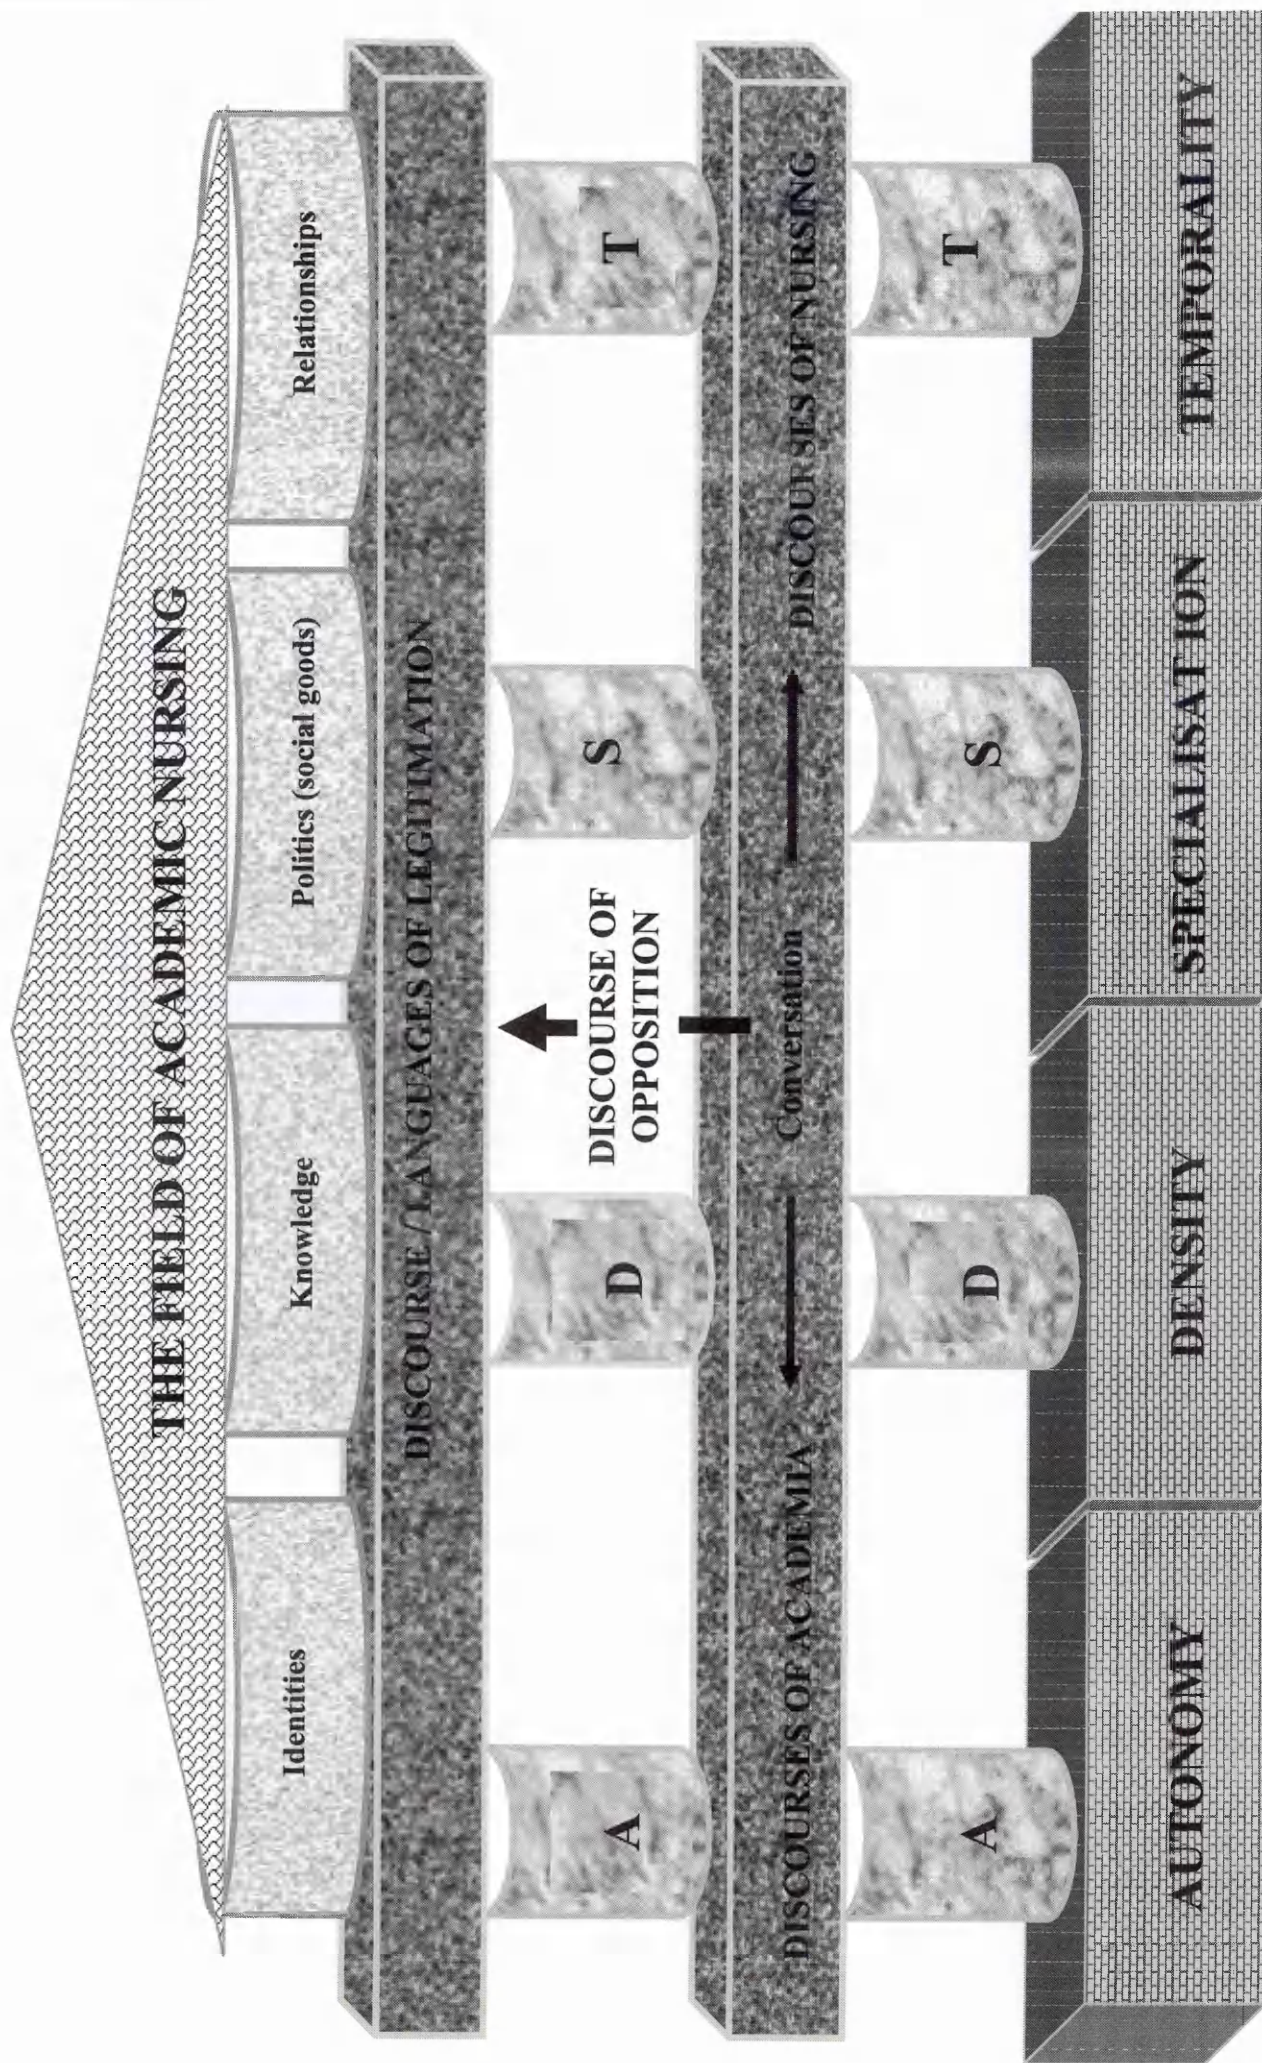 THE FIELD OF ACADEMIC NURSING
Identities
Knowledge
Politics (social goods)
Relationships
DISCOURSE / LANGUAGES OF LEGITIMATION
A
D
S
T
DISCOURSE OF
OPPOSITION
DISCOURSES OF ACADEMIA
Conversation
DISCOURSES OF NURSING
A
D
S
T
AUTONOMY
DENSITY
SPECIALISATION
TEMPORALITY